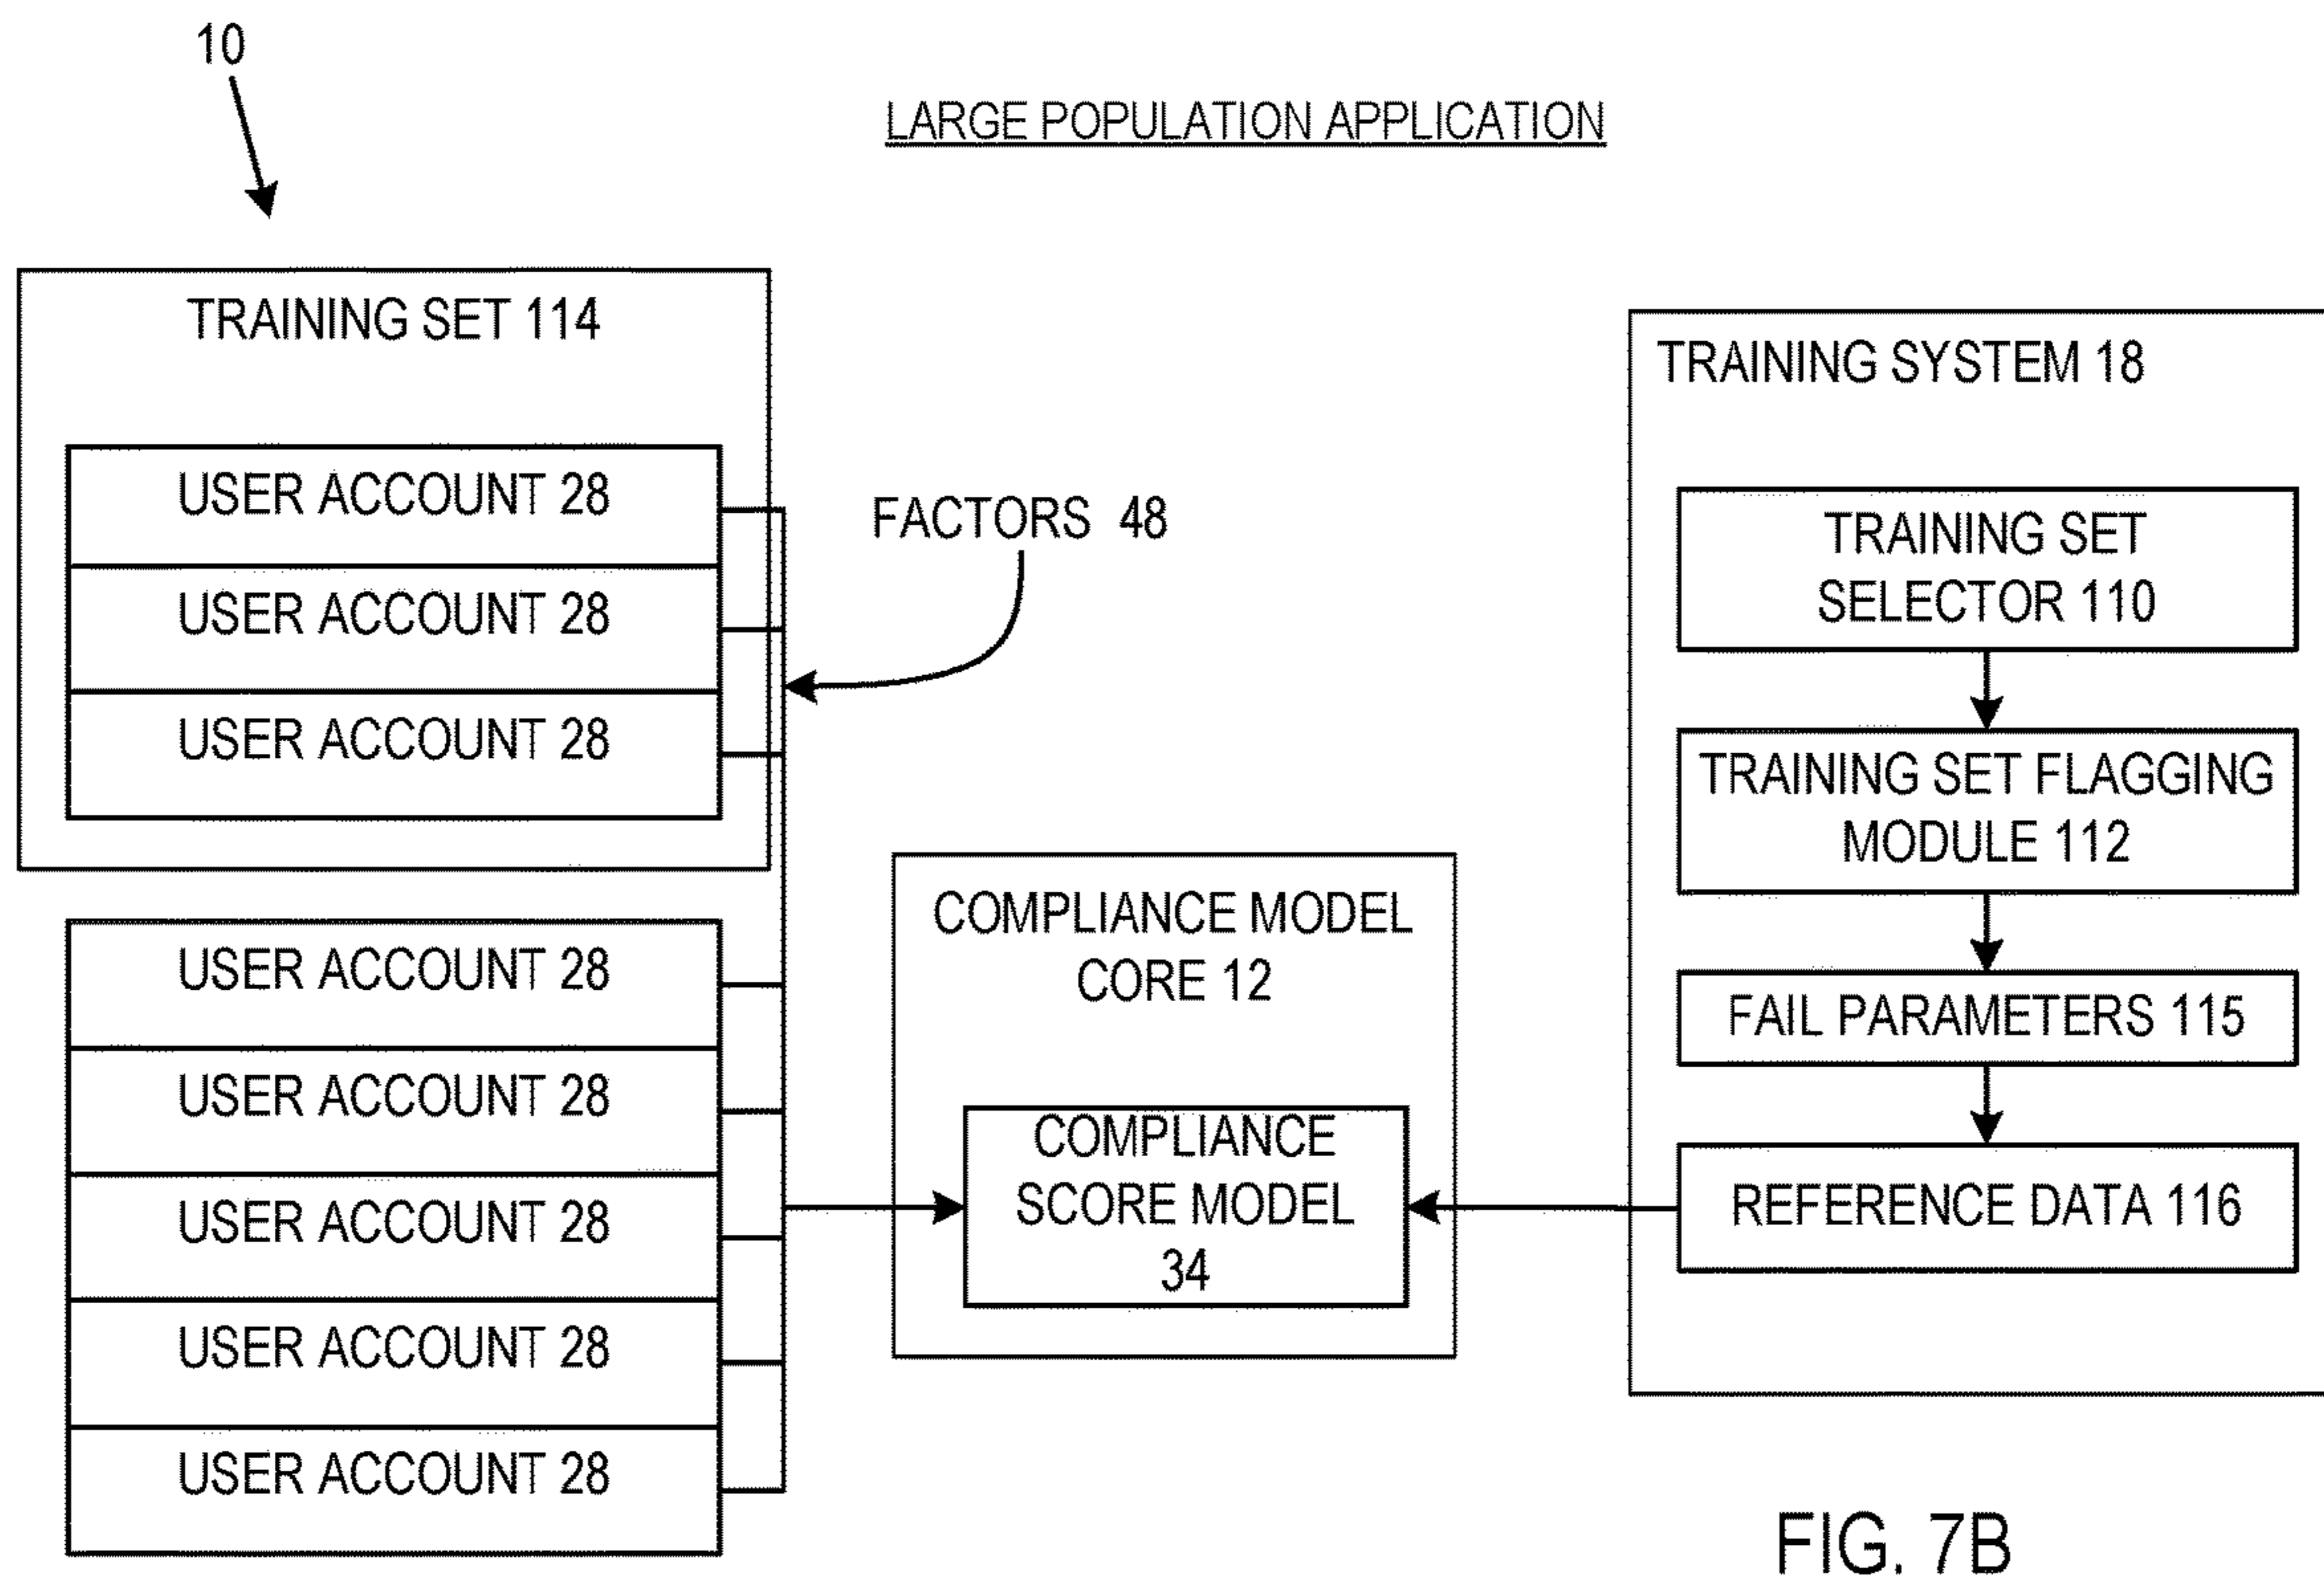 10
LARGE POPULATION APPLICATION
TRAINING SET 114
USER ACCOUNT 28
USER ACCOUNT 28
USER ACCOUNT 28
FACTORS 48
USER ACCOUNT 28
USER ACCOUNT 28
USER ACCOUNT 28
USER ACCOUNT 28
USER ACCOUNT 28
COMPLIANCE MODEL
CORE 12
COMPLIANCE
SCORE MODEL
34
TRAINING SYSTEM 18
TRAINING SET
SELECTOR 110
TRAINING SET FLAGGING
MODULE 112
FAIL PARAMETERS 115
REFERENCE DATA 116
FIG. 7B